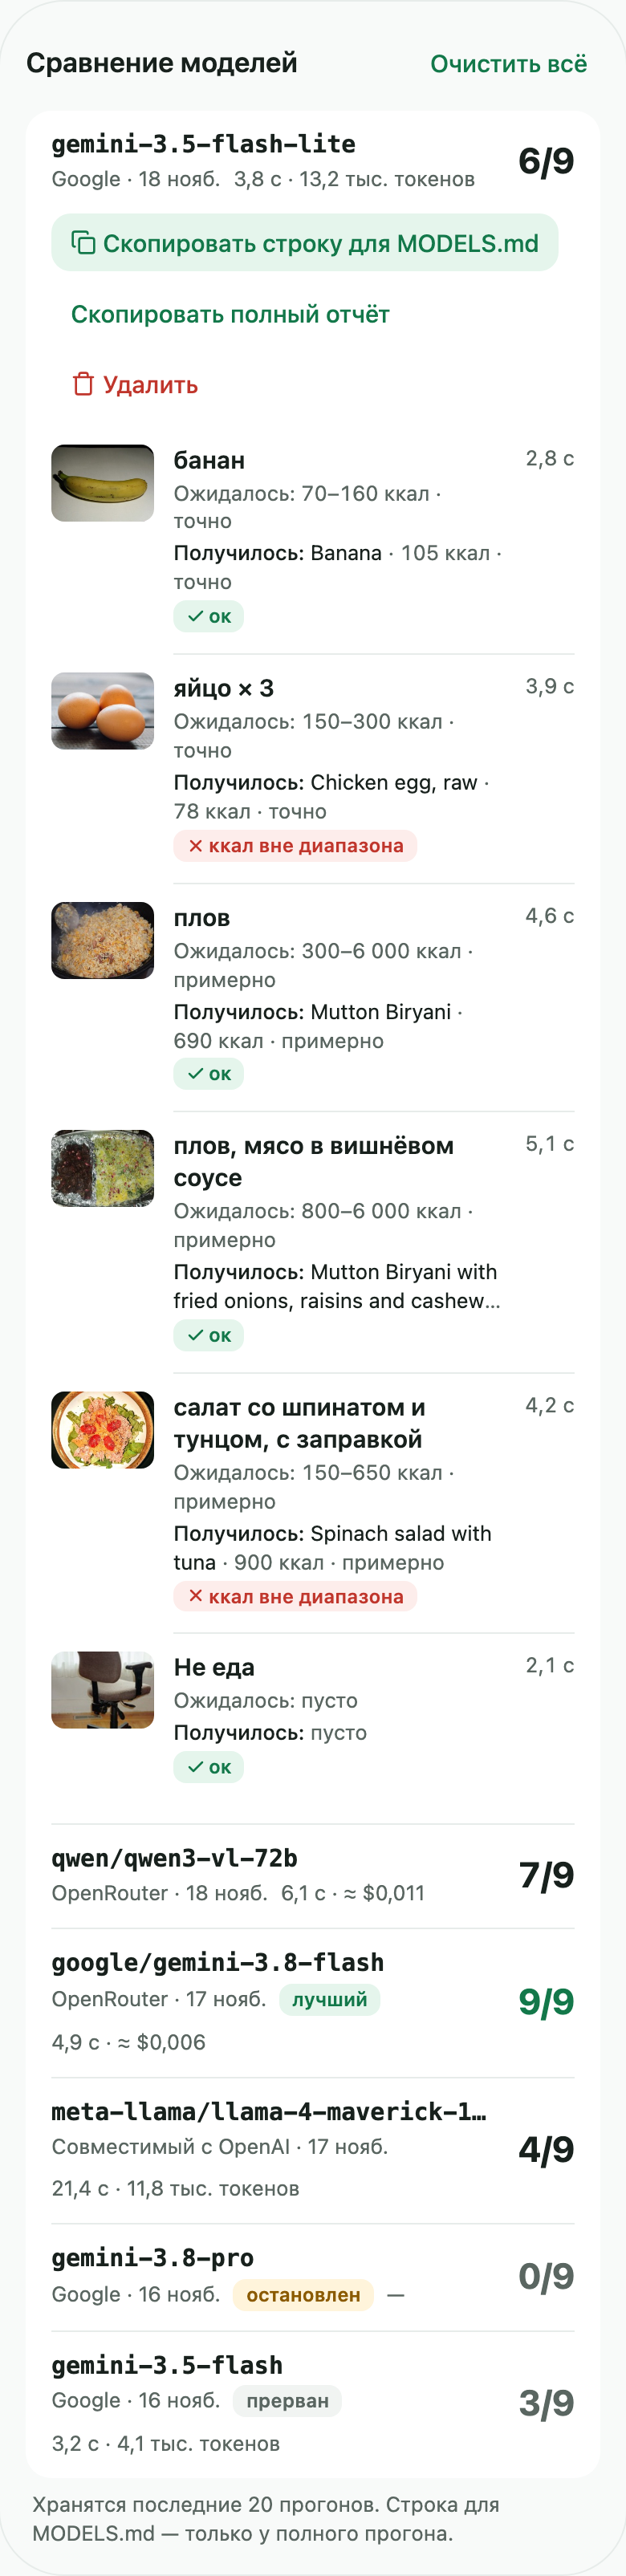 Сравнение моделей
Очистить всё
gemini-3.5-flash-lite
6/9
Google · 18 нояб. 3,8 с · 13,2 тыс. токенов
Скопировать строку для MODELS.md
Скопировать полный отчёт
Удалить
банан
2,8 с
Ожидалось: 70–160 ккал ·
точно
Получилось: Banana · 105 ккал ·
точно
✓ ок
яйцо × 3
3,9 с
Ожидалось: 150–300 ккал ·
точно
Получилось: Chicken egg, raw ·
78 ккал · точно
✕ ккал вне диапазона
плов
4,6 с
Ожидалось: 300–6 000 ккал ·
примерно
Получилось: Mutton Biryani ·
690 ккал · примерно
✓ ок
плов, мясо в вишнёвом
соусе
5,1 с
Ожидалось: 800–6 000 ккал ·
примерно
Получилось: Mutton Biryani with
fried onions, raisins and cashew…
✓ ок
салат со шпинатом и
тунцом, с заправкой
4,2 с
Ожидалось: 150–650 ккал ·
примерно
Получилось: Spinach salad with
tuna · 900 ккал · примерно
✕ ккал вне диапазона
Не еда
2,1 с
Ожидалось: пусто
Получилось: пусто
✓ ок
qwen/qwen3-vl-72b
7/9
OpenRouter · 18 нояб. 6,1 с · ≈ $0,011
google/gemini-3.8-flash
9/9
OpenRouter · 17 нояб. лучший
4,9 с · ≈ $0,006
meta-llama/llama-4-maverick-1…
4/9
Совместимый с OpenAI · 17 нояб.
21,4 с · 11,8 тыс. токенов
gemini-3.8-pro
0/9
Google · 16 нояб. остановлен —
gemini-3.5-flash
3/9
Google · 16 нояб. прерван
3,2 с · 4,1 тыс. токенов
Хранятся последние 20 прогонов. Строка для
MODELS.md — только у полного прогона.